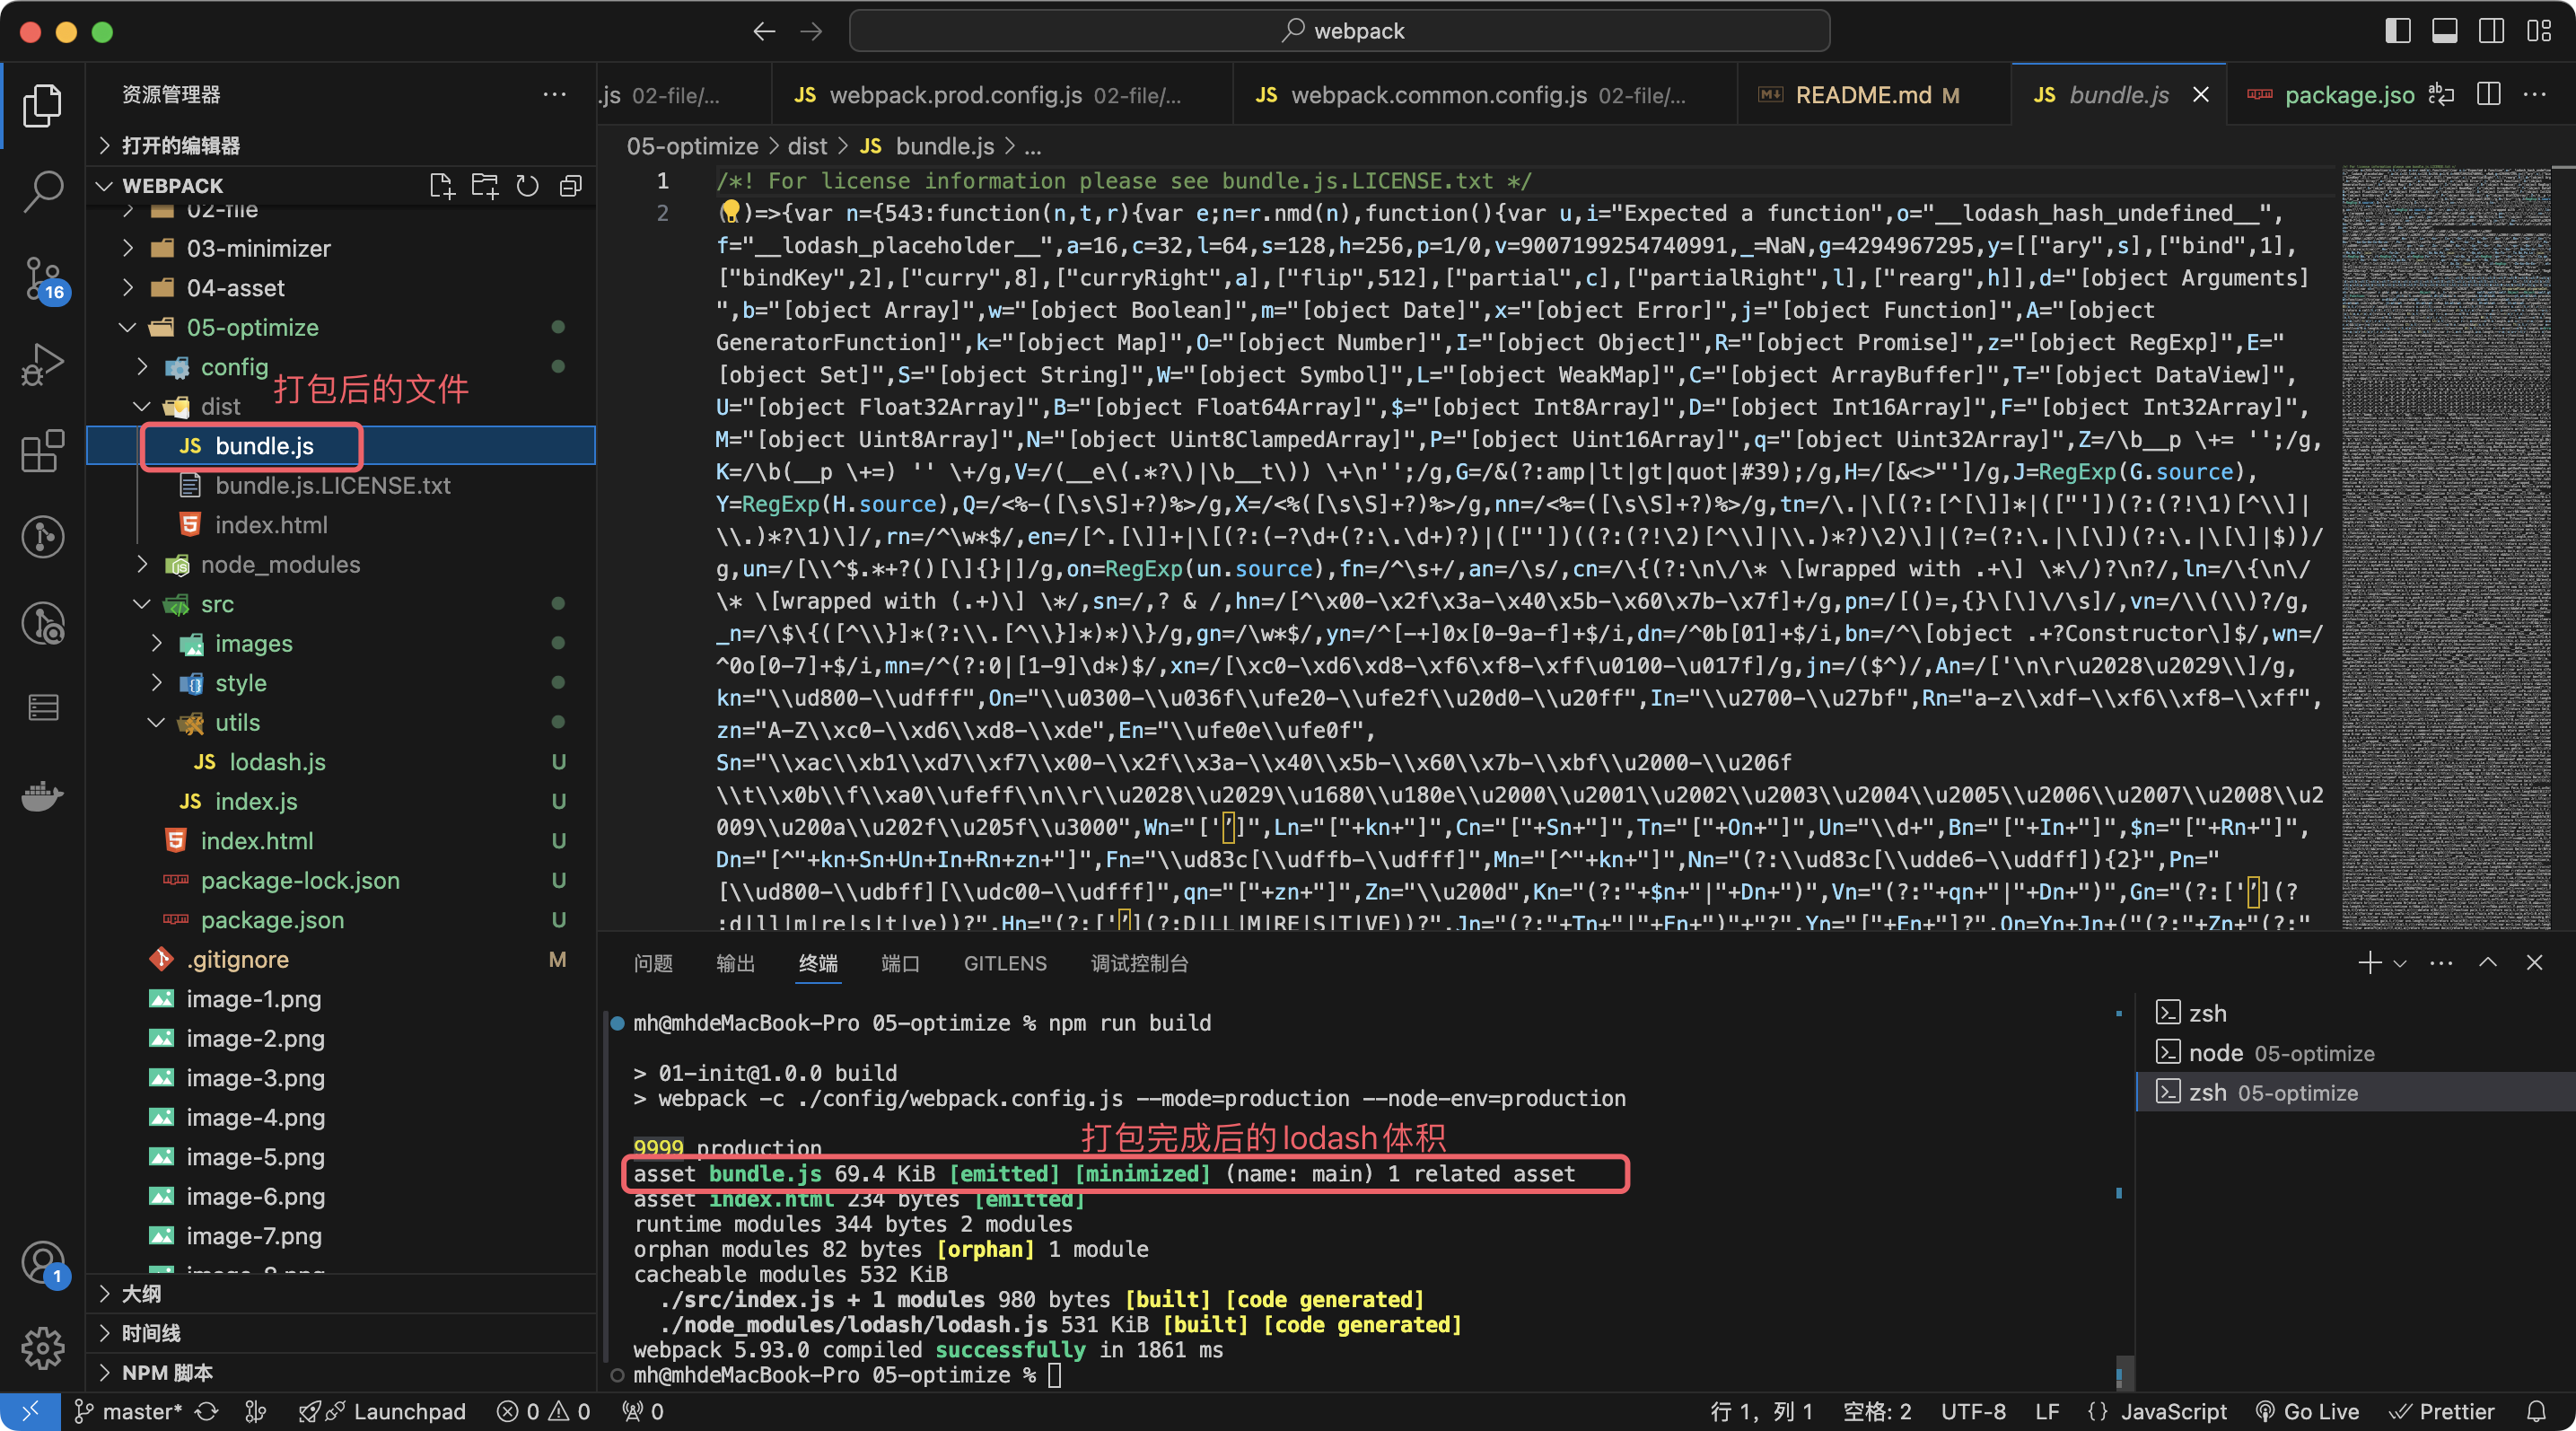 webpack
资源管理器
打开的编辑器
WEBPACK
02-file
03-minimizer
04-asset
05-optimize
config
打包后的文件
dist
JS bundle.js
bundle.js.LICENSE.txt
index.html
node_modules
src
images
style
utils
JS lodash.js U
JS index.js U
index.html U
package-lock.json U
package.json U
.gitignore M
image-1.png
image-2.png
image-3.png
image-4.png
image-5.png
image-6.png
image-7.png
大纲
时间线
NPM 脚本
16
1
.js 02-file/...
JS webpack.prod.config.js 02-file/...
JS webpack.common.config.js 02-file/...
README.md M
JS bundle.js
package.jso
05-optimize > dist > JS bundle.js > ...
1 /*! For license information please see bundle.js.LICENSE.txt */
2 ()=>{var n={543:function(n,t,r){var e;n=r.nmd(n),function(){var u,i="Expected a function",o="__lodash_hash_undefined__",
f="__lodash_placeholder__",a=16,c=32,l=64,s=128,h=256,p=1/0,v=9007199254740991,_=NaN,g=4294967295,y=[["ary",s],["bind",1],
["bindKey",2],["curry",8],["curryRight",a],["flip",512],["partial",c],["partialRight",l],["rearg",h]],d="[object Arguments]
",b="[object Array]",w="[object Boolean]",m="[object Date]",x="[object Error]",j="[object Function]",A="[object
GeneratorFunction]",k="[object Map]",O="[object Number]",I="[object Object]",R="[object Promise]",z="[object RegExp]",E="
[object Set]",S="[object String]",W="[object Symbol]",L="[object WeakMap]",C="[object ArrayBuffer]",T="[object DataView]",
U="[object Float32Array]",B="[object Float64Array]",$="[object Int8Array]",D="[object Int16Array]",F="[object Int32Array]",
M="[object Uint8Array]",N="[object Uint8ClampedArray]",P="[object Uint16Array]",q="[object Uint32Array]",Z=/\b__p \+= '';/g,
K=/\b(__p \+=) '' \+/g,V=/(__e\(.*?\)|\b__t\)) \+\n'';/g,G=/&(?:amp|lt|gt|quot|#39);/g,H=/[&<>"']/g,J=RegExp(G.source),
Y=RegExp(H.source),Q=/<%-([\s\S]+?)%>/g,X=/<%([\s\S]+?)%>/g,nn=/<%=([\s\S]+?)%>/g,tn=/\.|\[(?:[^[\]]*|(["'])(?:(?!\1)[^\\]|
\\.)*?\1)\]/,rn=/^\w*$/,en=/[^.[\]]+|\[(?:(-?\d+(?:\.\d+)?)|(["'])((?:(?!\2)[^\\]|\\.)*?)\2)\]|(?=(?:\.|\[\])(?:\.|\[\]|$))/
g,un=/[\\^$.*+?()[\]{}|]/g,on=RegExp(un.source),fn=/^\s+/,an=/\s/,cn=/\{(?:\n\/\* \[wrapped with .+\] \*\/)?\n?/,ln=/\{\n\/
\* \[wrapped with (.+)\] \*/,sn=/,? & /,hn=/[^\x00-\x2f\x3a-\x40\x5b-\x60\x7b-\x7f]+/g,pn=/[()=,{}\[\]\/\s]/,vn=/\\(\\)?/g,
_n=/\$\{([^\\}]*(?:\\.[^\\}]*)*)\}/g,gn=/\w*$/,yn=/^[-+]0x[0-9a-f]+$/i,dn=/^0b[01]+$/i,bn=/^\[object .+?Constructor\]$/,wn=/
^0o[0-7]+$/i,mn=/^(?:0|[1-9]\d*)$/,xn=/[\xc0-\xd6\xd8-\xf6\xf8-\xff\u0100-\u017f]/g,jn=/($^)/,An=/['\n\r\u2028\u2029\\]/g,
kn="\\ud800-\\udfff",On="\\u0300-\\u036f\\ufe20-\\ufe2f\\u20d0-\\u20ff",In="\\u2700-\\u27bf",Rn="a-z\\xdf-\\xf6\\xf8-\\xff",
zn="A-Z\\xc0-\\xd6\\xd8-\\xde",En="\\ufe0e\\ufe0f",
Sn="\\xac\\xb1\\xd7\\xf7\\x00-\\x2f\\x3a-\\x40\\x5b-\\x60\\x7b-\\xbf\\u2000-\\u206f
\\t\\x0b\\f\\xa0\\ufeff\\n\\r\\u2028\\u2029\\u1680\\u180e\\u2000\\u2001\\u2002\\u2003\\u2004\\u2005\\u2006\\u2007\\u2008\\u2
009\\u200a\\u202f\\u205f\\u3000",Wn="['’]",Ln="["+kn+"]",Cn="["+Sn+"]",Tn="["+On+"]",Un="\\d+",Bn="["+In+"]",$n="["+Rn+"]",
Dn="[^"+kn+Sn+Un+In+Rn+zn+"]",Fn="\\ud83c[\\udffb-\\udfff]",Mn="[^"+kn+"]",Nn="(?:\\ud83c[\\udde6-\\uddff]){2}",Pn="
[\\ud800-\\udbff][\\udc00-\\udfff]",qn="["+zn+"]",Zn="\\u200d",Kn="(?:"+$n+"|"+Dn+")",Vn="(?:"+qn+"|"+Dn+")",Gn="(?:['’](?
:d|ll|m|re|s|t|ve))?",Hn="(?:['’](?:D|LL|M|RE|S|T|VE))?",Jn="(?:"+Tn+"|"+Fn+")"+"?",Yn="["+En+"]?",Qn=Yn+Jn+("(?:"+Zn+"(?:"
问题 输出 终端 端口 GITLENS 调试控制台
mh@mhdeMacBook-Pro 05-optimize % npm run build
> 01-init@1.0.0 build
> webpack -c ./config/webpack.config.js --mode=production --node-env=production
打包完成后的lodash体积
9999 production
asset bundle.js 69.4 KiB [emitted] [minimized] (name: main) 1 related asset
asset index.html 234 bytes [emitted]
runtime modules 344 bytes 2 modules
orphan modules 82 bytes [orphan] 1 module
cacheable modules 532 KiB
./src/index.js + 1 modules 980 bytes [built] [code generated]
./node_modules/lodash/lodash.js 531 KiB [built] [code generated]
webpack 5.93.0 compiled successfully in 1861 ms
mh@mhdeMacBook-Pro 05-optimize %
zsh
node 05-optimize
zsh 05-optimize
master* Launchpad 0 0 0 行 1，列 1 空格: 2 UTF-8 LF {} JavaScript Go Live Prettier